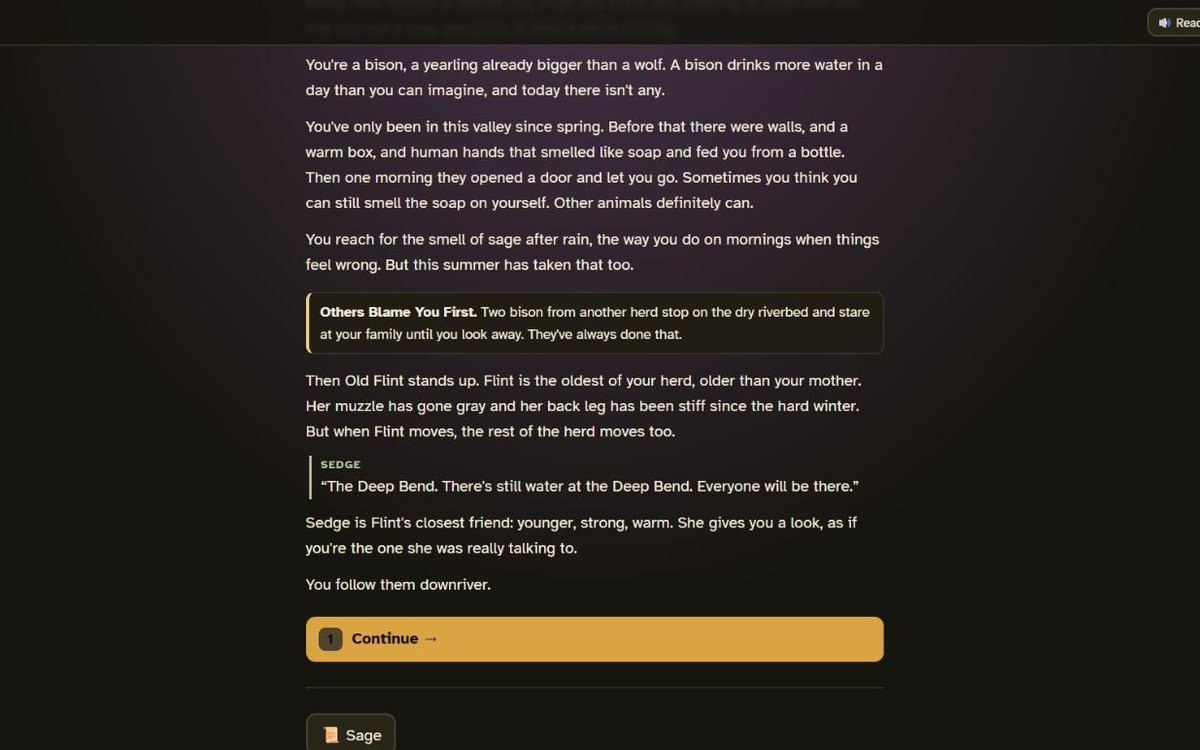 Read
You're a bison, a yearling already bigger than a wolf. A bison drinks more water in a
day than you can imagine, and today there isn't any.
You've only been in this valley since spring. Before that there were walls, and a
warm box, and human hands that smelled like soap and fed you from a bottle.
Then one morning they opened a door and let you go. Sometimes you think you
can still smell the soap on yourself. Other animals definitely can.
You reach for the smell of sage after rain, the way you do on mornings when things
feel wrong. But this summer has taken that too.
Others Blame You First. Two bison from another herd stop on the dry riverbed and stare
at your family until you look away. They've always done that.
Then Old Flint stands up. Flint is the oldest of your herd, older than your mother.
Her muzzle has gone gray and her back leg has been stiff since the hard winter.
But when Flint moves, the rest of the herd moves too.
SEDGE
“The Deep Bend. There's still water at the Deep Bend. Everyone will be there.”
Sedge is Flint's closest friend: younger, strong, warm. She gives you a look, as if
you're the one she was really talking to.
You follow them downriver.
1 Continue →
Sage